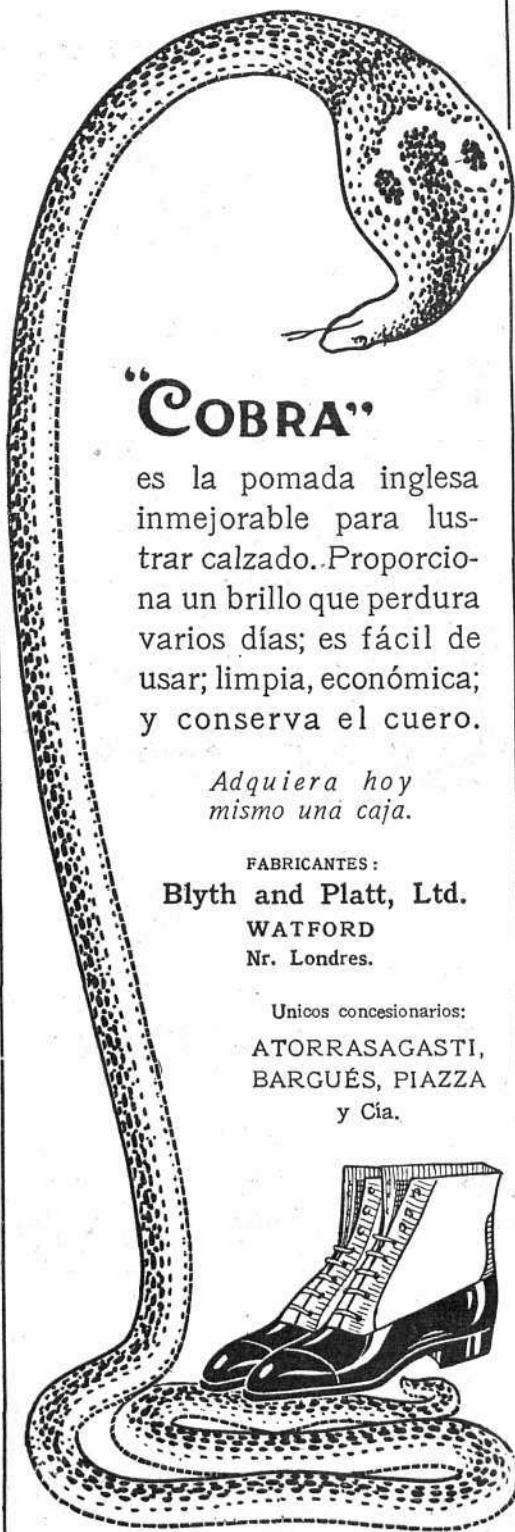 "COBRA"
es la pomada inglesa
inmejorable para lus-
trar calzado. Proporcio-
na un brillo que perdura
varios días; es fácil de
usar; limpia, económica;
y conserva el cuero.
Adquiera hoy
mismo una caja.
FABRICANTES:
Blyth and Platt, Ltd.
WATFORD
Nr. Londres.
Unicos concesionarios:
ATORRASAGASTI,
BARGUÉS, PIAZZA
y Cía.